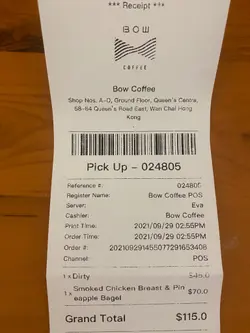 *** Receipt ***
BOW
COFFEE
Bow Coffee
Shop Nos. A-D, Ground Floor, Queen's Centre,
58-64 Queen's Road East, Wan Chai Hong
Kong
Pick Up - 024805
Reference #: 024805
Register Name: Bow Coffee POS
Server: Eva
Cashier: Bow Coffee
Print Time: 2021/09/29 02:55PM
Order Time: 2021/09/29 02:55PM
Order #: 20210929145507729165340​8
Channel: POS
1 x Dirty $45.0
1 x Smoked Chicken Breast & Pin $70.0
eapple Bagel
Grand Total $115.0